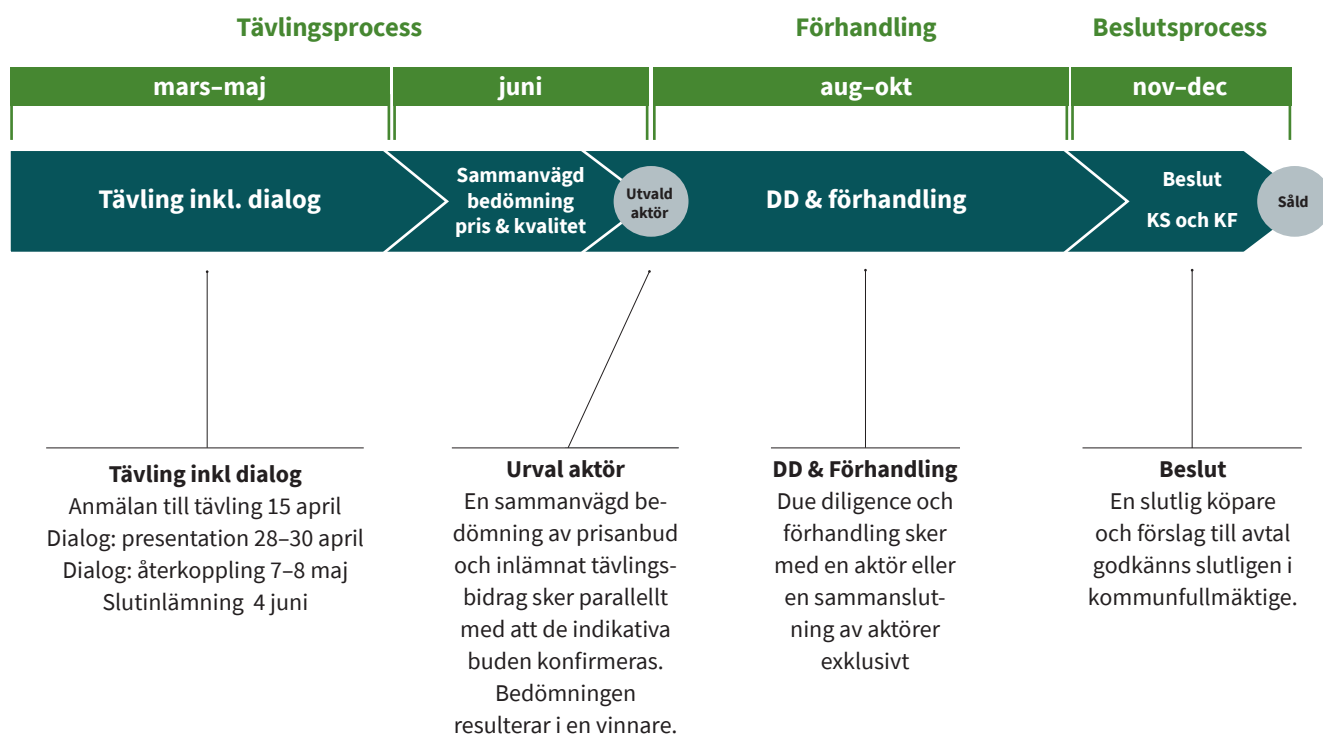 Tävlingsprocess
Förhandling
Beslutsprocess
mars–maj
juni
aug–okt
nov–dec
Tävling inkl. dialog
Sammanvägd
bedömning
pris & kvalitet
Utvald
aktör
DD & förhandling
Beslut
KS och KF
Såld
Tävling inkl dialog
Anmälan till tävling 15 april
Dialog: presentation 28–30 april
Dialog: återkoppling 7–8 maj
Slutinlämning 4 juni
Urval aktör
En sammanvägd be-
dömning av prisanbud
och inlämnat tävlings-
bidrag sker parallellt
med att de indikativa
buden konfirmeras.
Bedömningen
resulterar i en vinnare.
DD & Förhandling
Due diligence och
förhandling sker
med en aktör eller
en sammanslut-
ning av aktörer
exklusivt
Beslut
En slutlig köpare
och förslag till avtal
godkänns slutligen i
kommunfullmäktige.